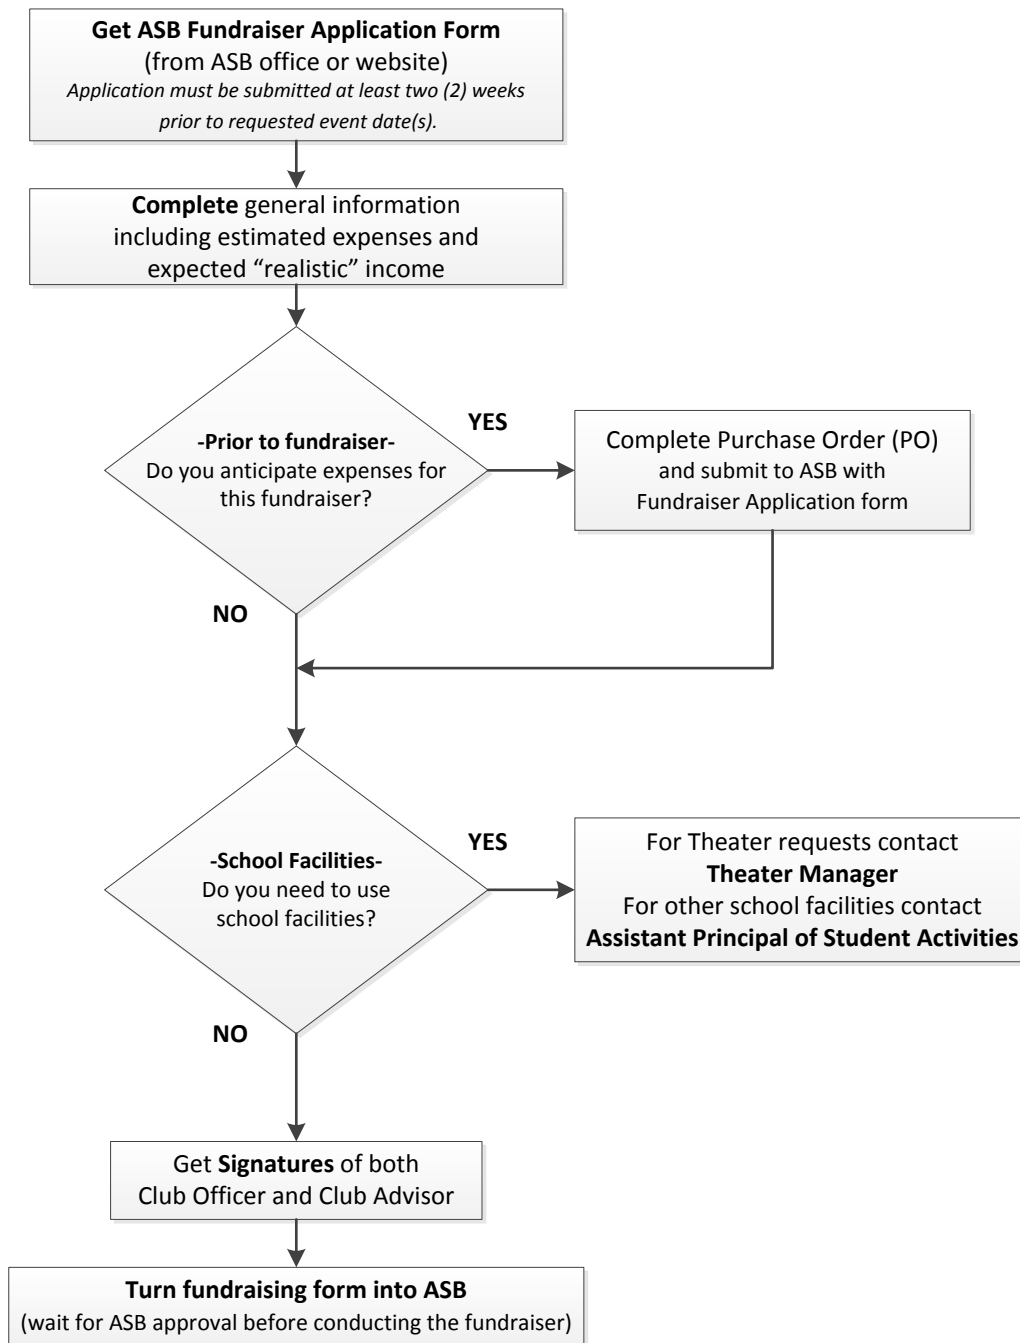 Get ASB Fundraiser Application Form
(from ASB office or website)
Application must be submitted at least two (2) weeks
prior to requested event date(s).
Complete general information
including estimated expenses and
expected “realistic” income
-Prior to fundraiser-
Do you anticipate expenses for
this fundraiser?
YES
Complete Purchase Order (PO)
and submit to ASB with
Fundraiser Application form
NO
-School Facilities-
Do you need to use
school facilities?
YES
For Theater requests contact
Theater Manager
For other school facilities contact
Assistant Principal of Student Activities
NO
Get Signatures of both
Club Officer and Club Advisor
Turn fundraising form into ASB
(wait for ASB approval before conducting the fundraiser)